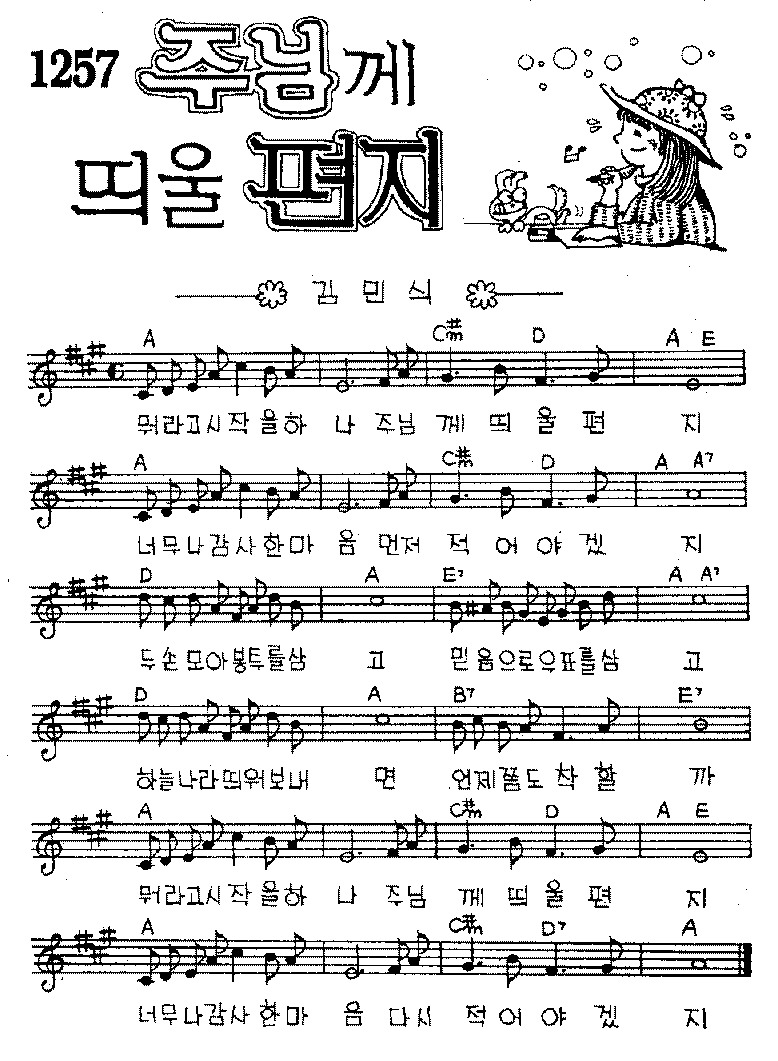 1257 주님께
띄울 편지
김민식
A C#m D A E
뭐라고시작을하 나 주님 께 띄 울 편 지
A C#m D A A7
너무나감사한마 음 먼저 적 어 야 겠 지
D A E7 A A7
두손모아봉투를삼 고 믿음으로우표를삼 고
D A B7 E7
하늘나라띄워보내 면 언제쯤도 착 할 까
A C#m D A E
뭐라고시작을하 나 주님 께 띄 울 편 지
A C#m D7 A
너무나감사한마 음 다시 적 어 야 겠 지